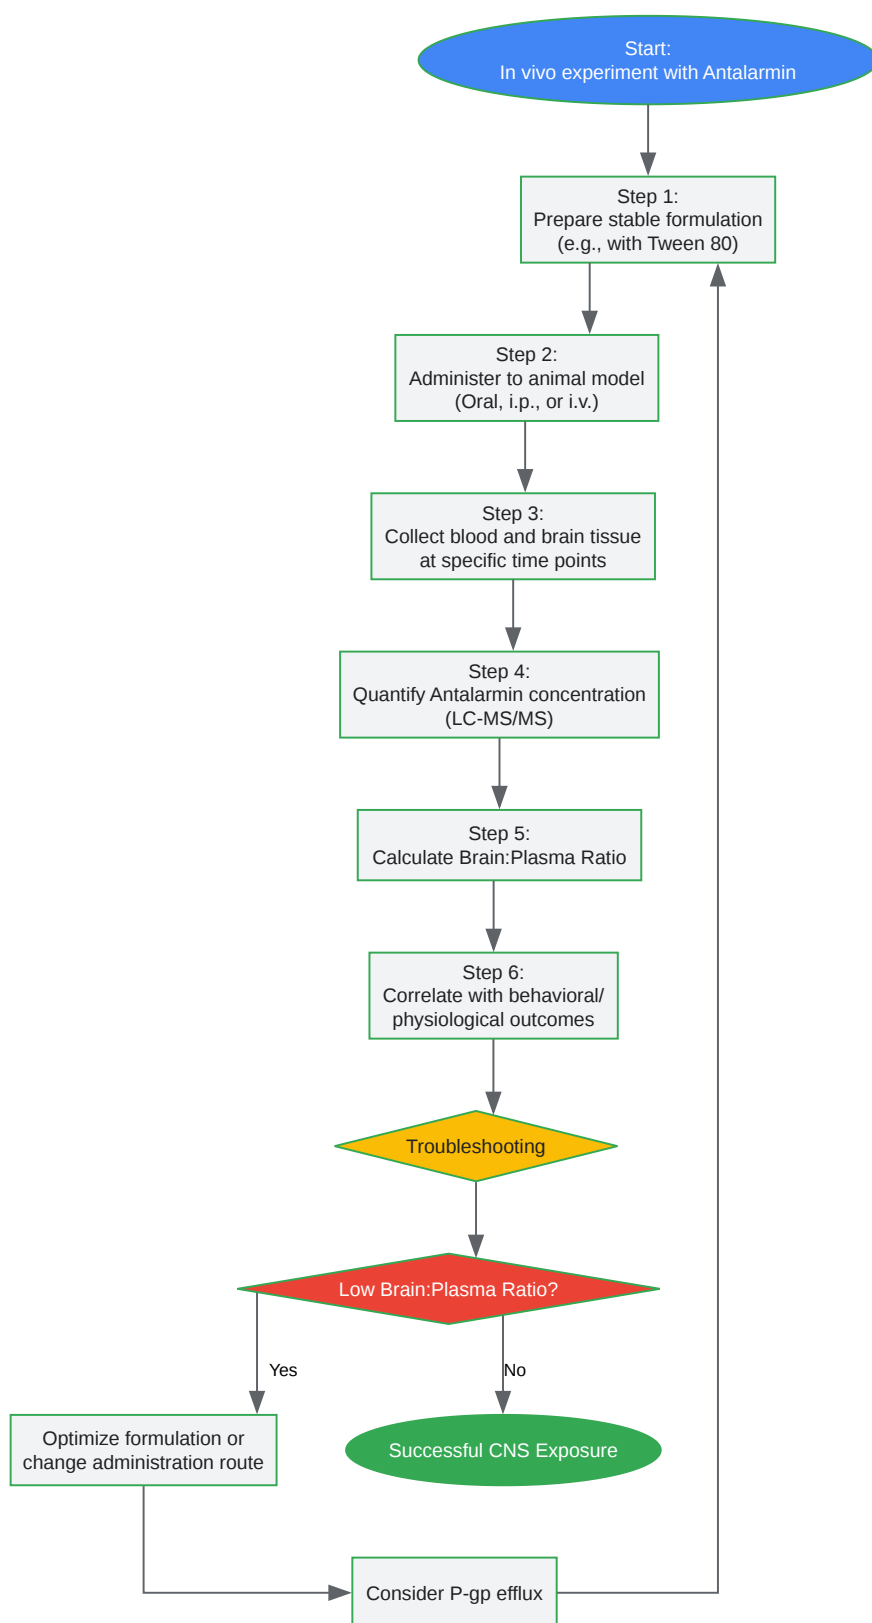 Start:
In vivo experiment with Antalarmin
Step 1:
Prepare stable formulation
(e.g., with Tween 80)
Step 2:
Administer to animal model
(Oral, i.p., or i.v.)
Step 3:
Collect blood and brain tissue
at specific time points
Step 4:
Quantify Antalarmin concentration
(LC-MS/MS)
Step 5:
Calculate Brain:Plasma Ratio
Step 6:
Correlate with behavioral/
physiological outcomes
Troubleshooting
Low Brain:Plasma Ratio?
Yes
No
Optimize formulation or
change administration route
Successful CNS Exposure
Consider P-gp efflux